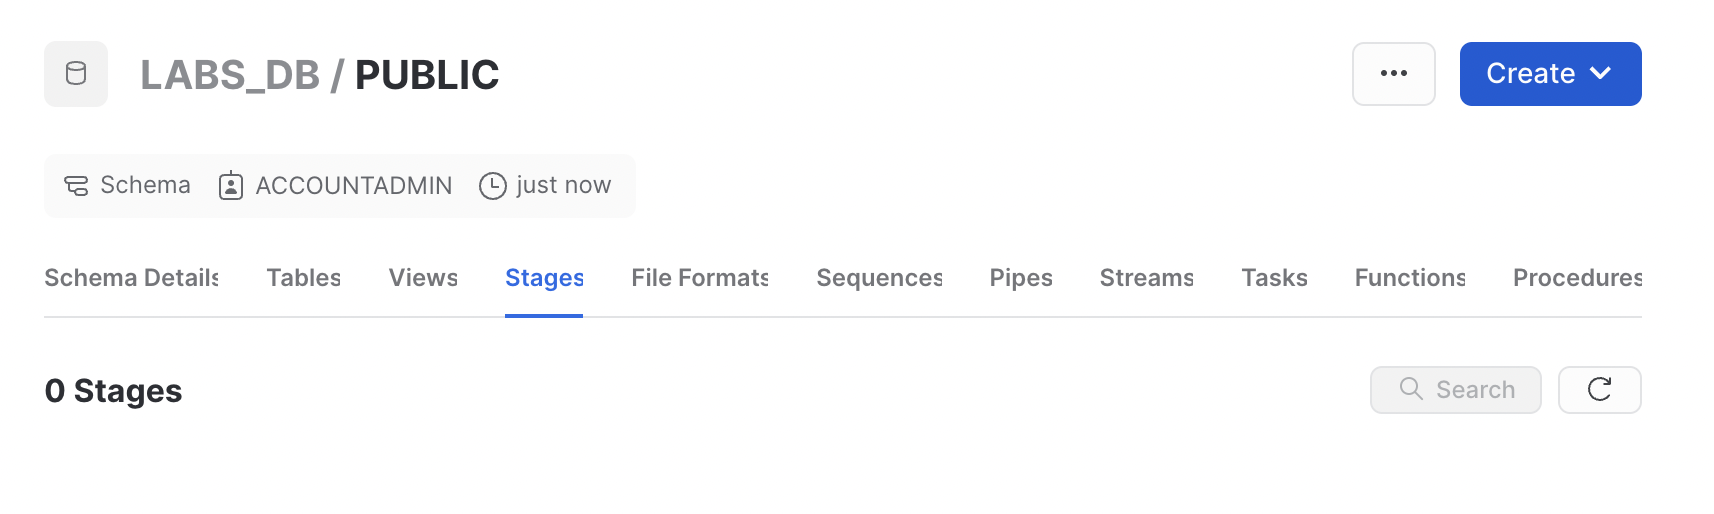 LABS_DB / PUBLIC
Create
Schema ACCOUNTADMIN just now
Schema Details Tables Views Stages File Formats Sequences Pipes Streams Tasks Functions Procedures
0 Stages
Search